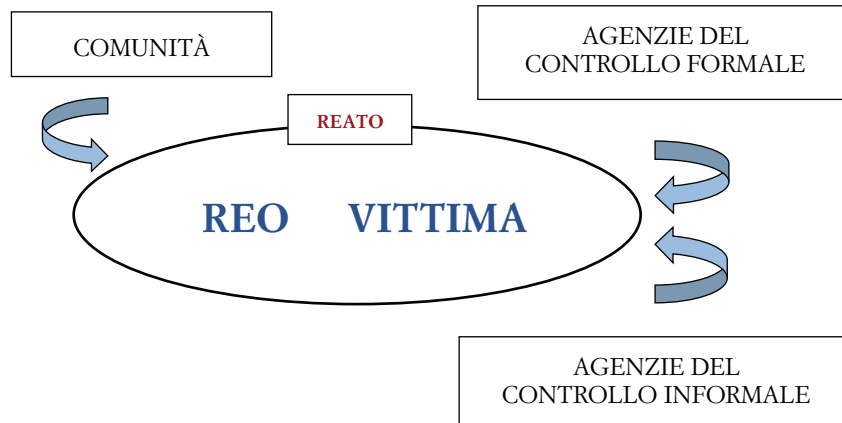 COMUNITÀ
AGENZIE DEL
CONTROLLO FORMALE
REATO
REO VITTIMA
AGENZIE DEL
CONTROLLO INFORMALE